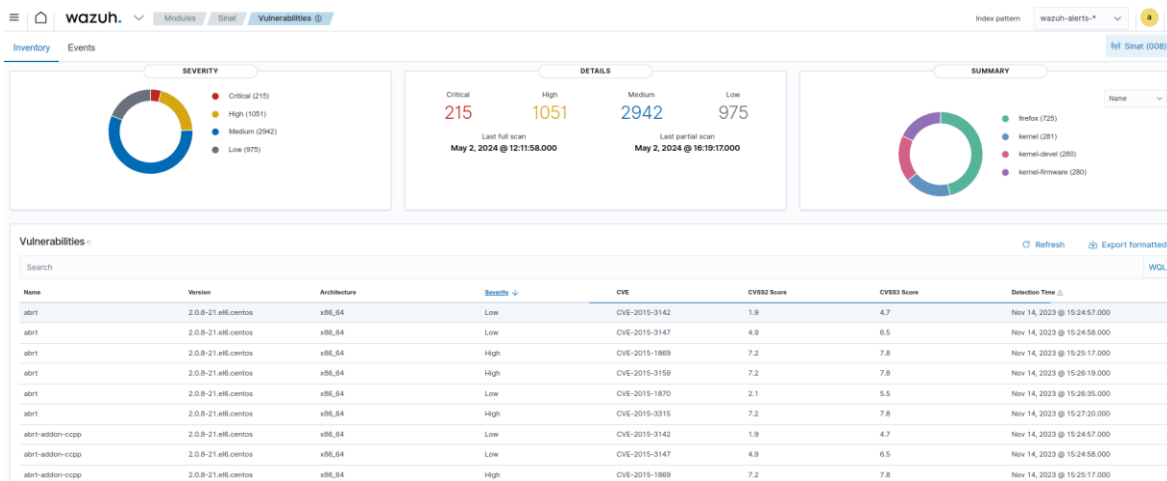 wazuh. Modules Sinat Vulnerabilities Index pattern wazuh-alerts-* a
Inventory Events Sinat (008)
SEVERITY
Critical (215)
High (1051)
Medium (2942)
Low (975)
DETAILS
Critical High Medium Low
215 1051 2942 975
Last full scan Last partial scan
May 2, 2024 @ 12:11:58.000 May 2, 2024 @ 16:19:17.000
SUMMARY
Name
firefox (725)
kernel (281)
kernel-devel (280)
kernel-firmware (280)
Vulnerabilities
Refresh Export formatted
Search WQL
Name Version Architecture Severity CVE CVSS2 Score CVSS3 Score Detection Time
abrt 2.0.8-21.el6.centos x86_64 Low CVE-2015-3142 1.9 4.7 Nov 14, 2023 @ 15:24:57.000
abrt 2.0.8-21.el6.centos x86_64 Low CVE-2015-3147 4.9 6.5 Nov 14, 2023 @ 15:24:58.000
abrt 2.0.8-21.el6.centos x86_64 High CVE-2015-1869 7.2 7.8 Nov 14, 2023 @ 15:25:17.000
abrt 2.0.8-21.el6.centos x86_64 High CVE-2015-3159 7.2 7.8 Nov 14, 2023 @ 15:26:19.000
abrt 2.0.8-21.el6.centos x86_64 Low CVE-2015-1870 2.1 5.5 Nov 14, 2023 @ 15:26:35.000
abrt 2.0.8-21.el6.centos x86_64 High CVE-2015-3315 7.2 7.8 Nov 14, 2023 @ 15:27:20.000
abrt-addon-ccpp 2.0.8-21.el6.centos x86_64 Low CVE-2015-3142 1.9 4.7 Nov 14, 2023 @ 15:24:57.000
abrt-addon-ccpp 2.0.8-21.el6.centos x86_64 Low CVE-2015-3147 4.9 6.5 Nov 14, 2023 @ 15:24:58.000
abrt-addon-ccpp 2.0.8-21.el6.centos x86_64 High CVE-2015-1869 7.2 7.8 Nov 14, 2023 @ 15:25:17.000